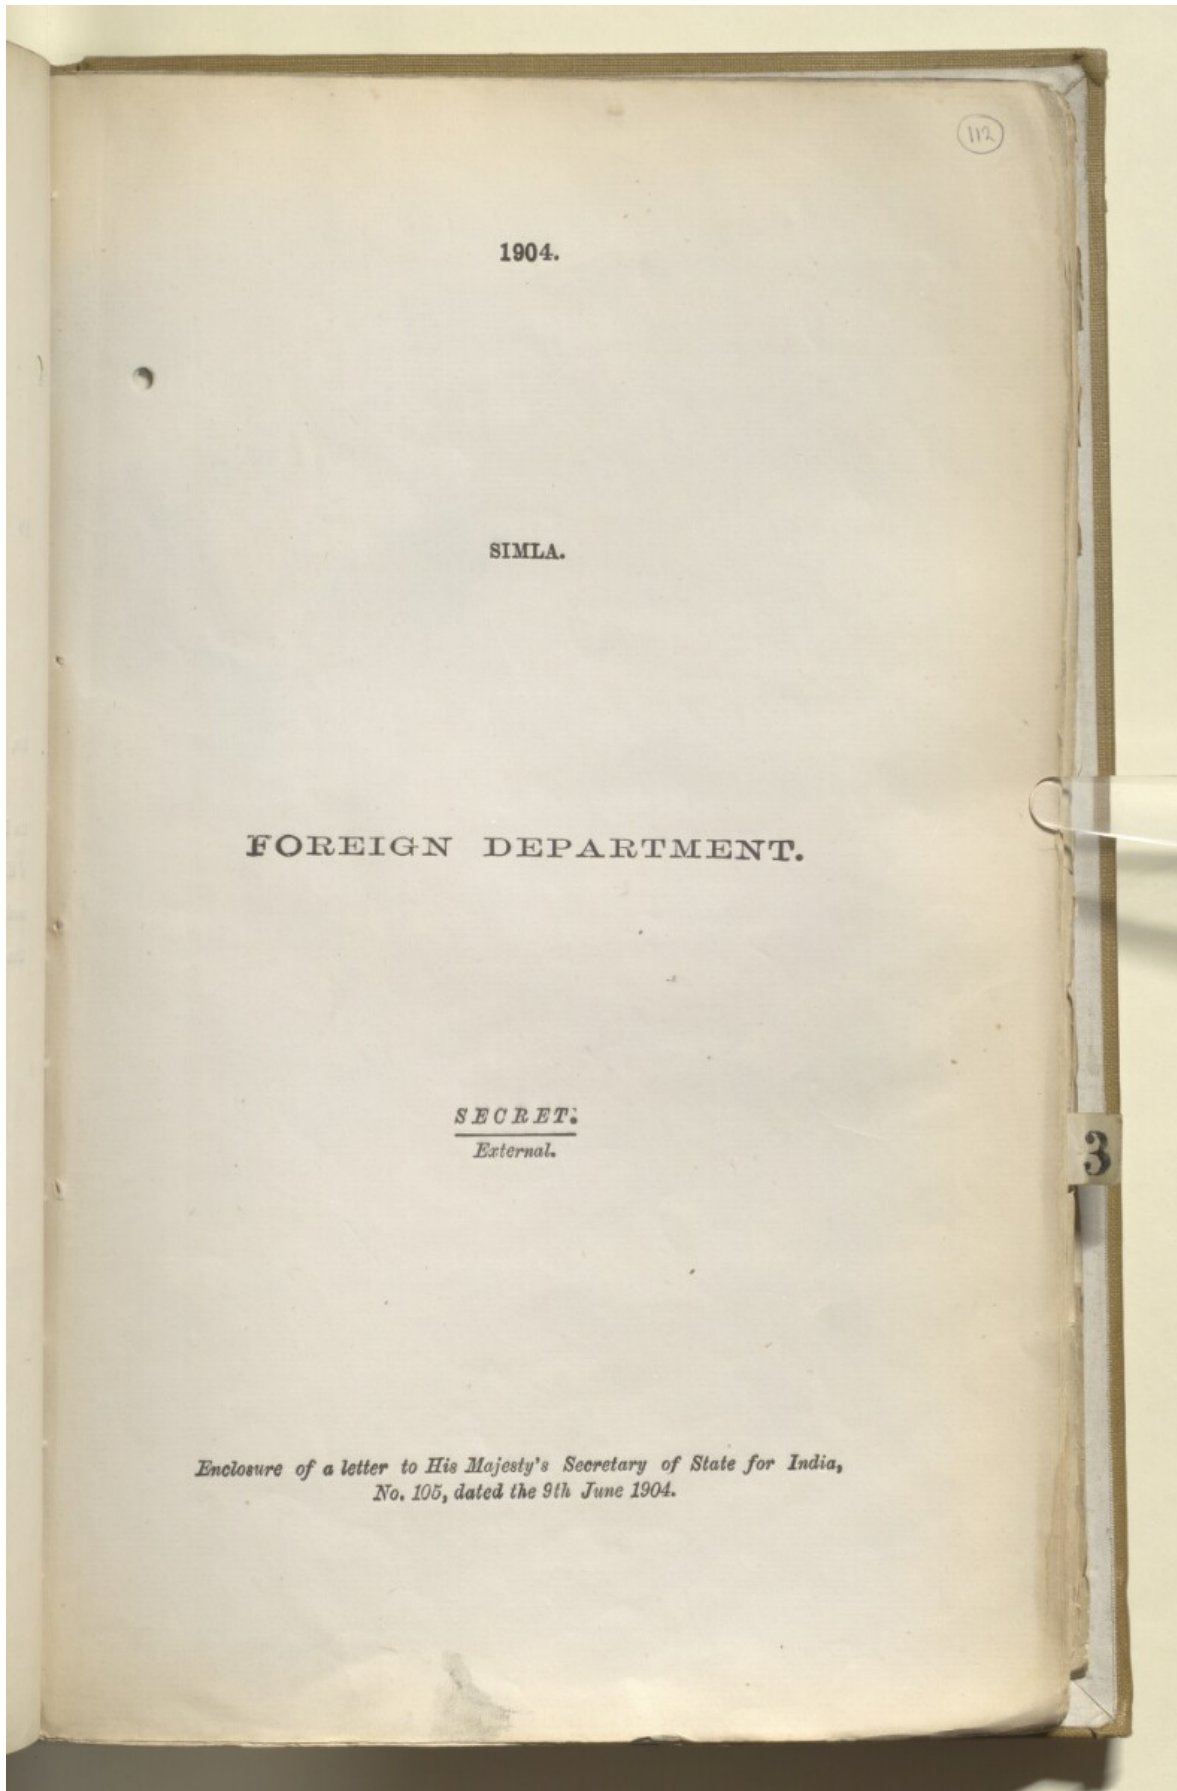 112
1904.
SIMLA.
FOREIGN DEPARTMENT.
SECRET.
External.
3
Enclosure of a letter to His Majesty's Secretary of State for India,
No. 105, dated the 9th June 1904.